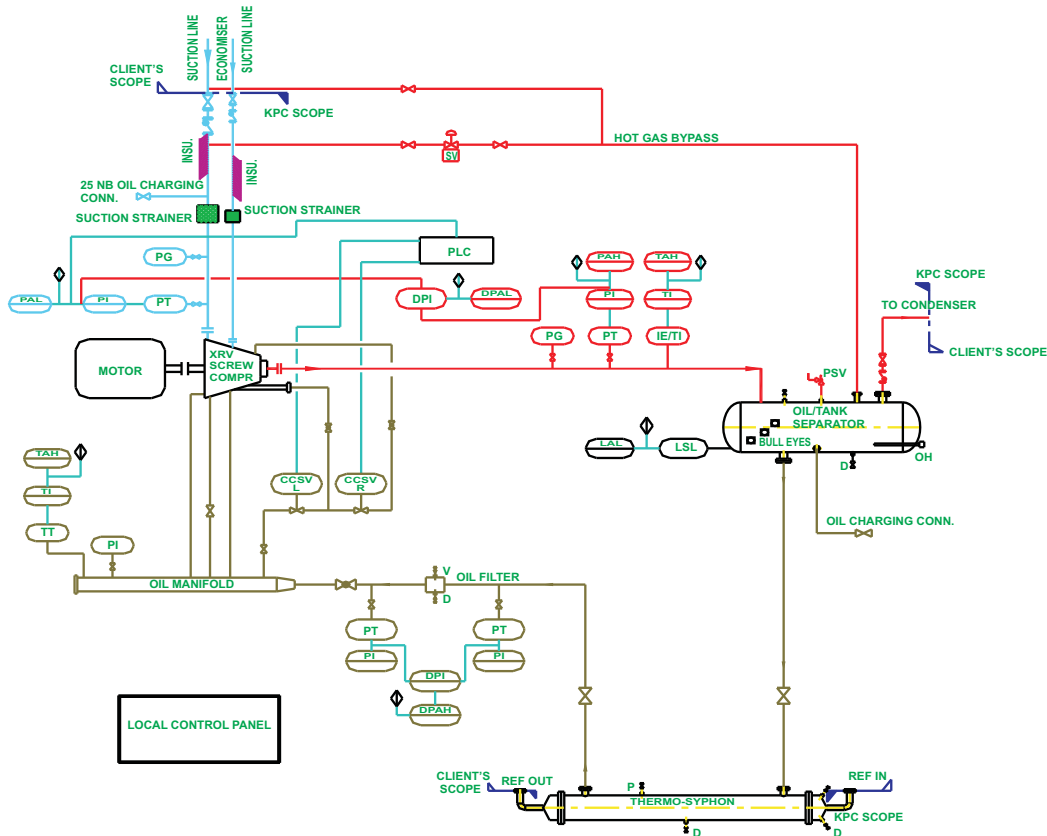 SUCTION LINE
ECONOMISER
SUCTION LINE
CLIENT'S
SCOPE
KPC SCOPE
HOT GAS BYPASS
INSU.
INSU.
SV
25 NB OIL CHARGING
CONN.
SUCTION STRAINER
SUCTION STRAINER
PLC
PG
PAL
PI
PT
DPI
DPAL
PAH
TAH
PI
TI
PG
PT
IE/TI
KPC SCOPE
TO CONDENSER
CLIENT'S SCOPE
MOTOR
XRV
SCREW
COMPR
PSV
OIL/TANK
SEPARATOR
BULL EYES
LAL
LSL
D
OH
TAH
TI
TT
PI
CCSV
L
CCSV
R
OIL CHARGING CONN.
OIL MANIFOLD
V
OIL FILTER
D
PT
PI
PT
PI
DPI
DPAH
LOCAL CONTROL PANEL
CLIENT'S
SCOPE
REF OUT
P
THERMO-SYPHON
REF IN
KPC SCOPE
D
D